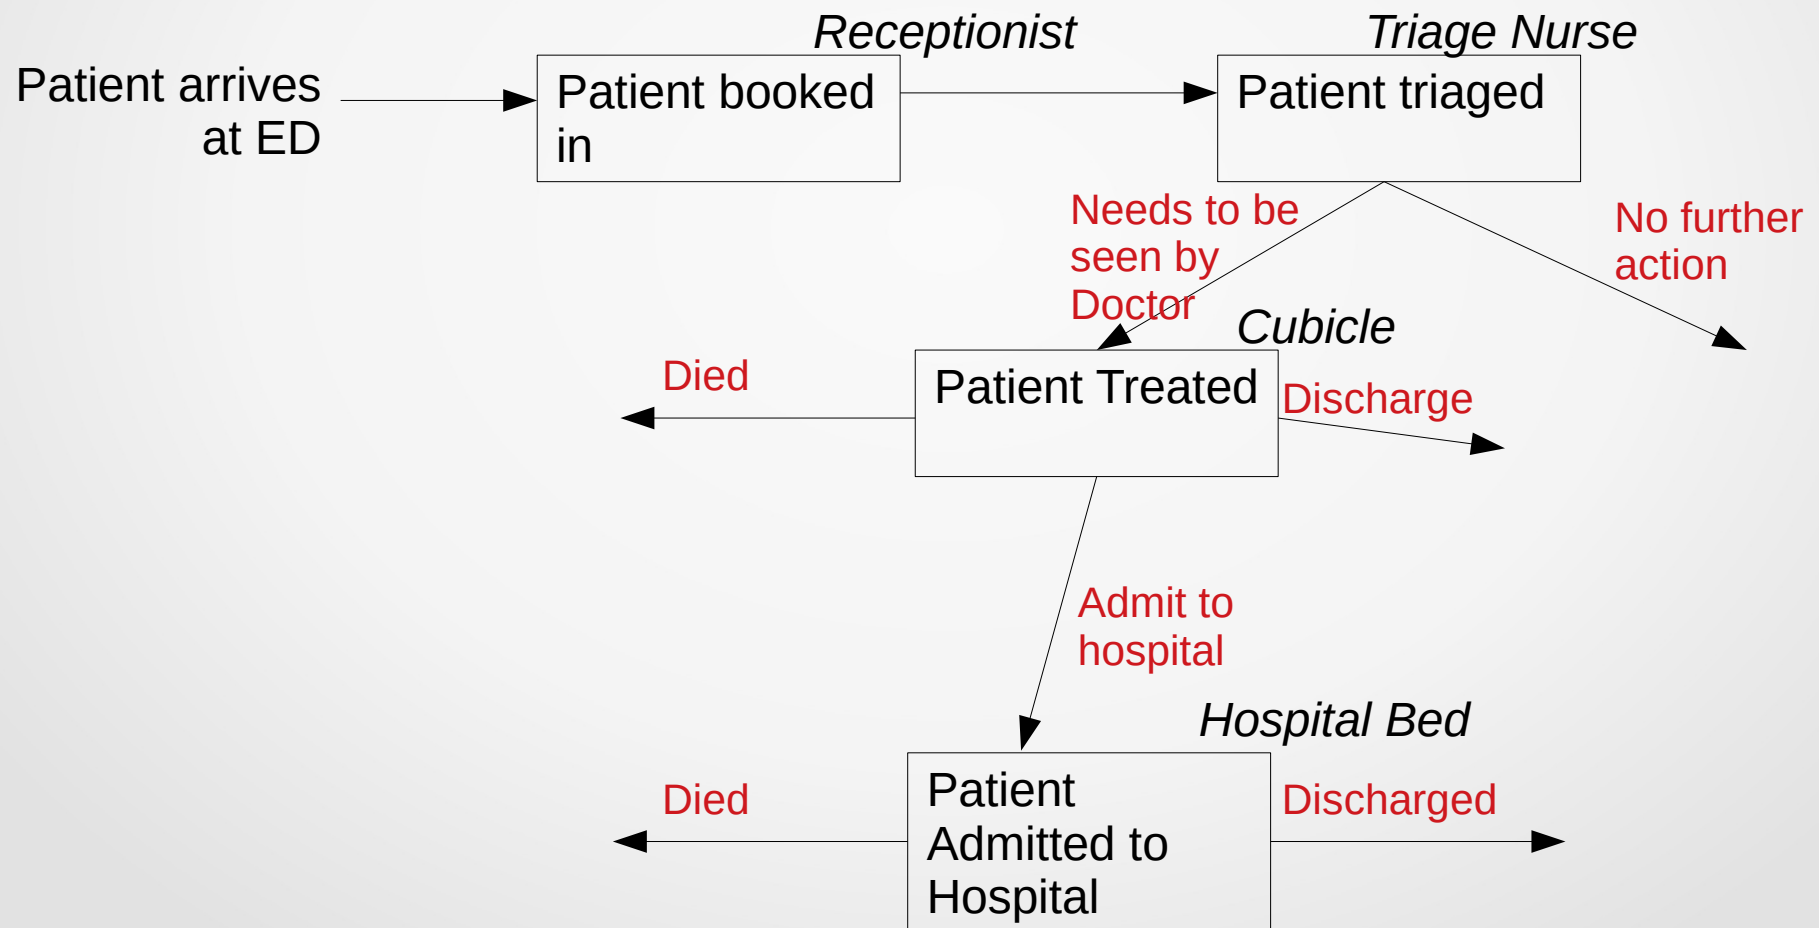 Receptionist
Triage Nurse
Patient arrives
at ED
Patient booked
in
Patient triaged
Needs to be
seen by
Doctor
No further
action
Cubicle
Died
Patient Treated
Discharge
Admit to
hospital
Hospital Bed
Died
Patient
Admitted to
Hospital
Discharged